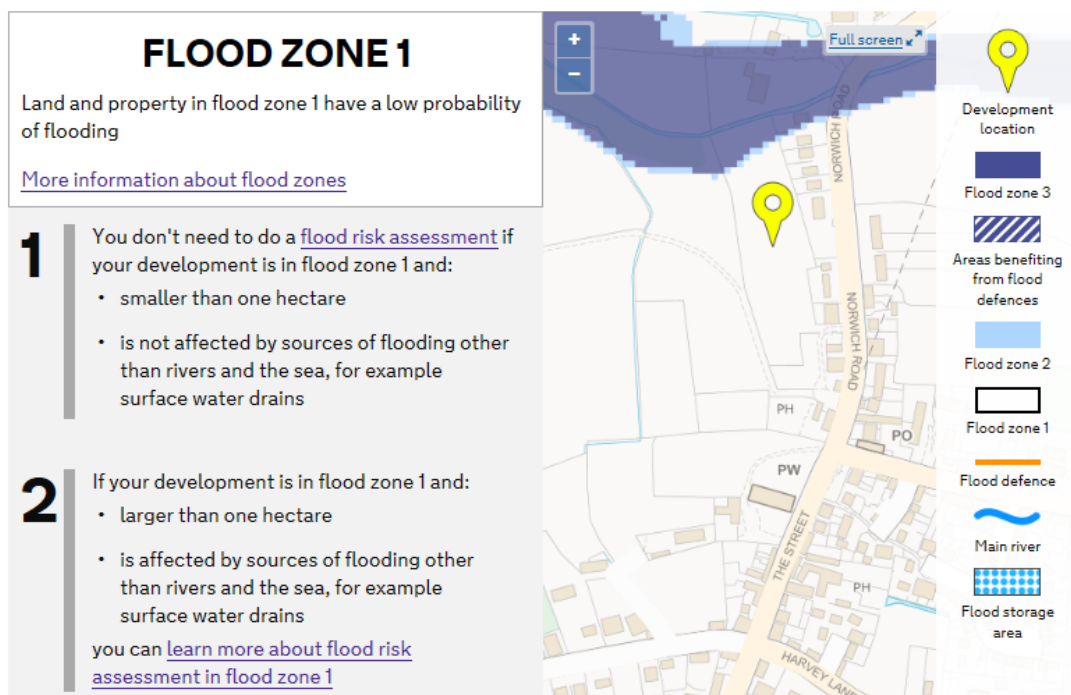 FLOOD ZONE 1
Land and property in flood zone 1 have a low probability
of flooding
More information about flood zones
1
You don't need to do a flood risk assessment if
your development is in flood zone 1 and:
• smaller than one hectare
• is not affected by sources of flooding other
than rivers and the sea, for example
surface water drains
2
If your development is in flood zone 1 and:
• larger than one hectare
• is affected by sources of flooding other
than rivers and the sea, for example
surface water drains
you can learn more about flood risk
assessment in flood zone 1
+
−
Full screen
NORWICH ROAD
NORWICH ROAD
PH
PO
PW
THE STREET
PH
HARVEY LANE
Development
location
Flood zone 3
Areas benefiting
from flood
defences
Flood zone 2
Flood zone 1
Flood defence
Main river
Flood storage
area